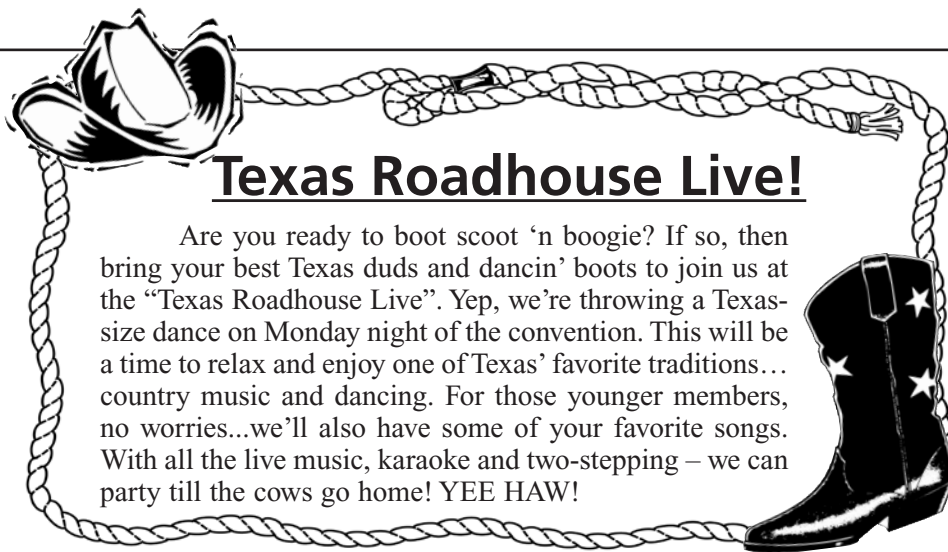 Texas Roadhouse Live!
Are you ready to boot scoot ‘n boogie? If so, then
bring your best Texas duds and dancin’ boots to join us at
the “Texas Roadhouse Live”. Yep, we’re throwing a Texas-
size dance on Monday night of the convention. This will be
a time to relax and enjoy one of Texas’ favorite traditions…
country music and dancing. For those younger members,
no worries...we’ll also have some of your favorite songs.
With all the live music, karaoke and two-stepping – we can
party till the cows go home! YEE HAW!